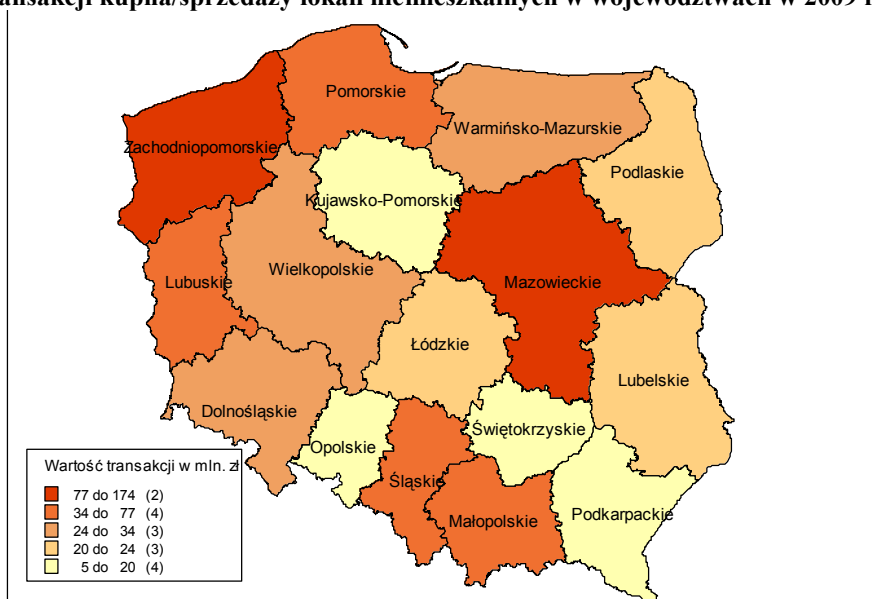 ansakcji kupna/sprzedaży lokali niemieszkalnych w województwach w 2009 r
Pomorskie
Warmińsko-Mazurskie
Zachodniopomorskie
Podlaskie
Kujawsko-Pomorskie
Wielkopolskie
Lubuskie
Mazowieckie
Łódzkie
Lubelskie
Dolnośląskie
Świętokrzyskie
Opolskie
Śląskie
Małopolskie
Podkarpackie
Wartość transakcji w mln. zł
77 do 174 (2)
34 do 77 (4)
24 do 34 (3)
20 do 24 (3)
5 do 20 (4)